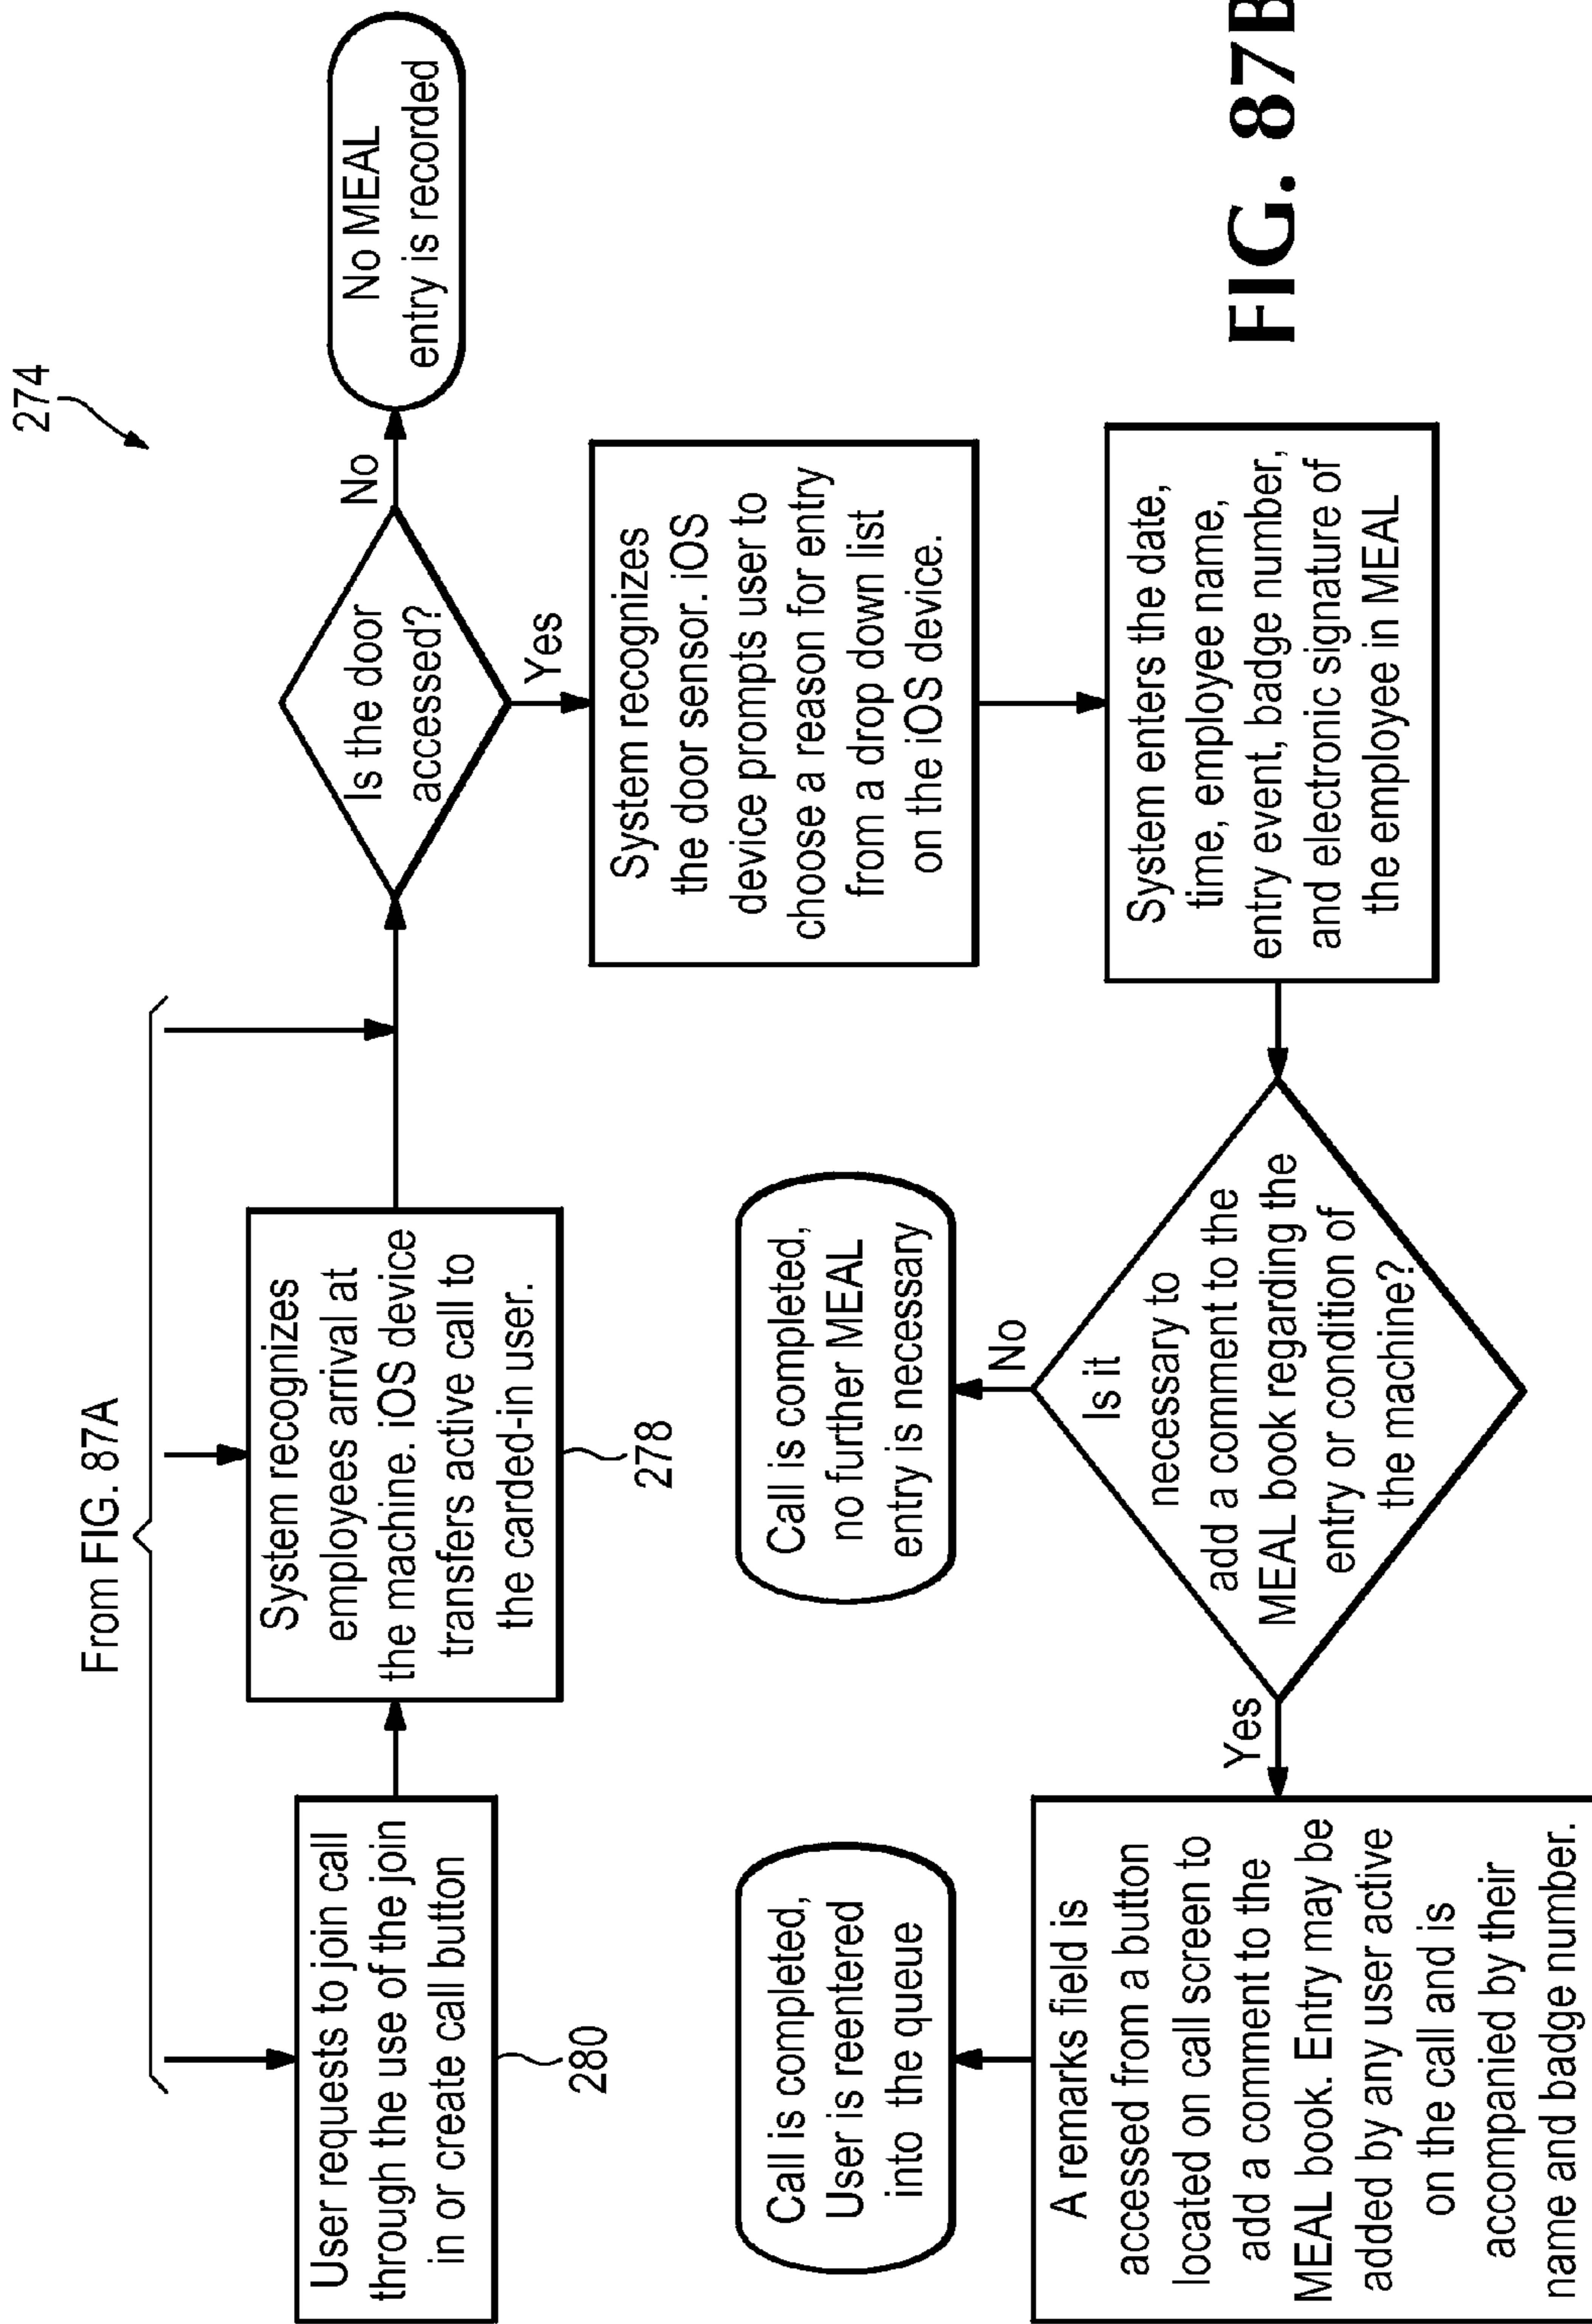 274
From FIG. 87A
User requests to join call
through the use of the join
in or create call button
280
System recognizes
employees arrival at
the machine. iOS device
transfers active call to
the carded-in user.
278
Is the door
accessed?
No
No MEAL
entry is recorded
Yes
System recognizes
the door sensor. iOS
device prompts user to
choose a reason for entry
from a drop down list
on the iOS device.
System enters the date,
time, employee name,
entry event, badge number,
and electronic signature of
the employee in MEAL
Is it
necessary to
add a comment to the
MEAL book regarding the
entry or condition of
the machine?
No
Call is completed,
no further MEAL
entry is necessary
Yes
A remarks field is
accessed from a button
located on call screen to
add a comment to the
MEAL book. Entry may be
added by any user active
on the call and is
accompanied by their
name and badge number.
Call is completed,
User is reentered
into the queue
FIG. 87B